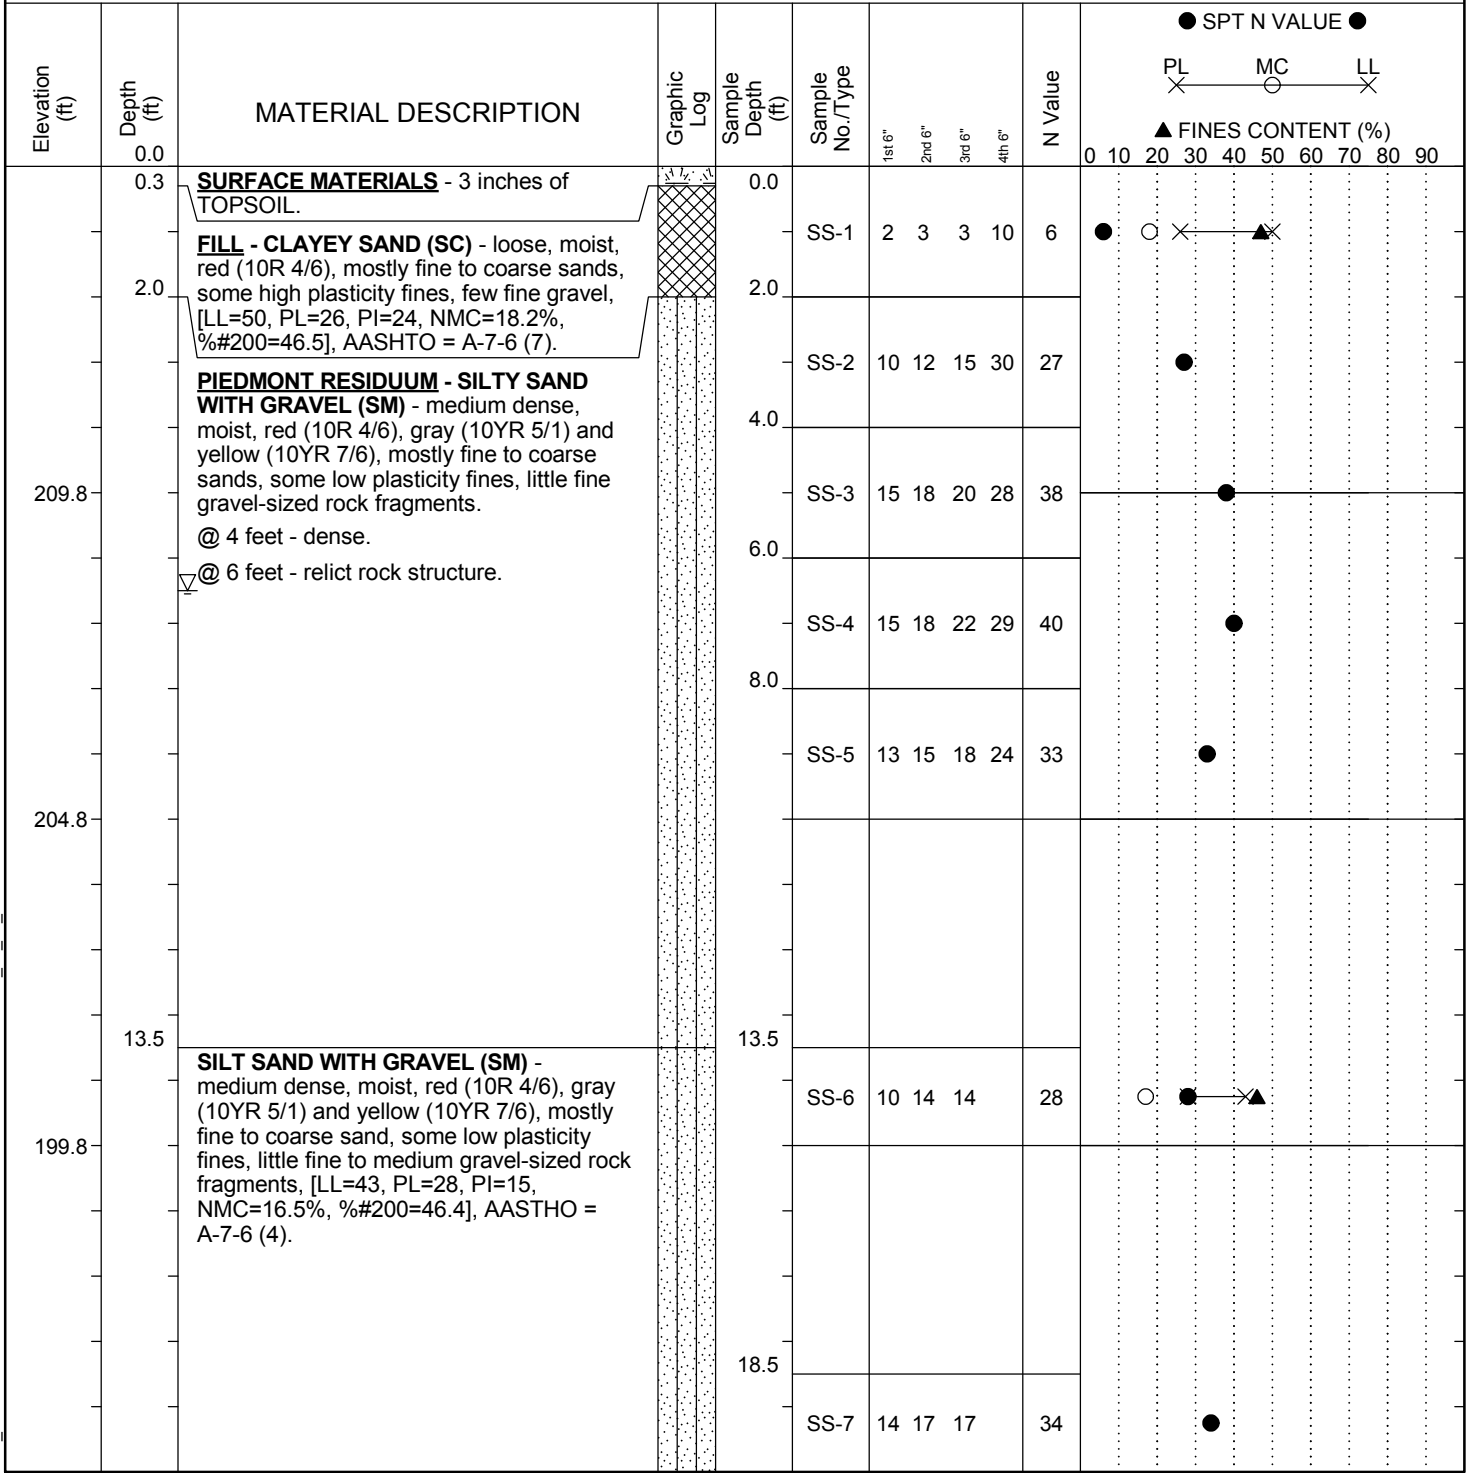 ● SPT N VALUE ●
PL MC LL
▲ FINES CONTENT (%)
0 10 20 30 40 50 60 70 80 90
Elevation
(ft)
Depth
(ft)
0.0
MATERIAL DESCRIPTION
Graphic
Log
Sample
Depth
(ft)
Sample
No./Type
1st 6"
2nd 6"
3rd 6"
4th 6"
N Value
0.3
SURFACE MATERIALS - 3 inches of
TOPSOIL.
0.0
SS-1 2 3 3 10 6
FILL - CLAYEY SAND (SC) - loose, moist,
red (10R 4/6), mostly fine to coarse sands,
2.0
some high plasticity fines, few fine gravel,
[LL=50, PL=26, PI=24, NMC=18.2%,
%#200=46.5], AASHTO = A-7-6 (7).
2.0
SS-2 10 12 15 30 27
PIEDMONT RESIDUUM - SILTY SAND
WITH GRAVEL (SM) - medium dense,
moist, red (10R 4/6), gray (10YR 5/1) and
yellow (10YR 7/6), mostly fine to coarse
sands, some low plasticity fines, little fine
gravel-sized rock fragments.
4.0
209.8
SS-3 15 18 20 28 38
@ 4 feet - dense.
6.0
@ 6 feet - relict rock structure.
SS-4 15 18 22 29 40
8.0
SS-5 13 15 18 24 33
204.8
13.5
13.5
SILT SAND WITH GRAVEL (SM) -
medium dense, moist, red (10R 4/6), gray
(10YR 5/1) and yellow (10YR 7/6), mostly
fine to coarse sand, some low plasticity
fines, little fine to medium gravel-sized rock
fragments, [LL=43, PL=28, PI=15,
NMC=16.5%, %#200=46.4], AASTHO =
A-7-6 (4).
SS-6 10 14 14 28
199.8
18.5
SS-7 14 17 17 34